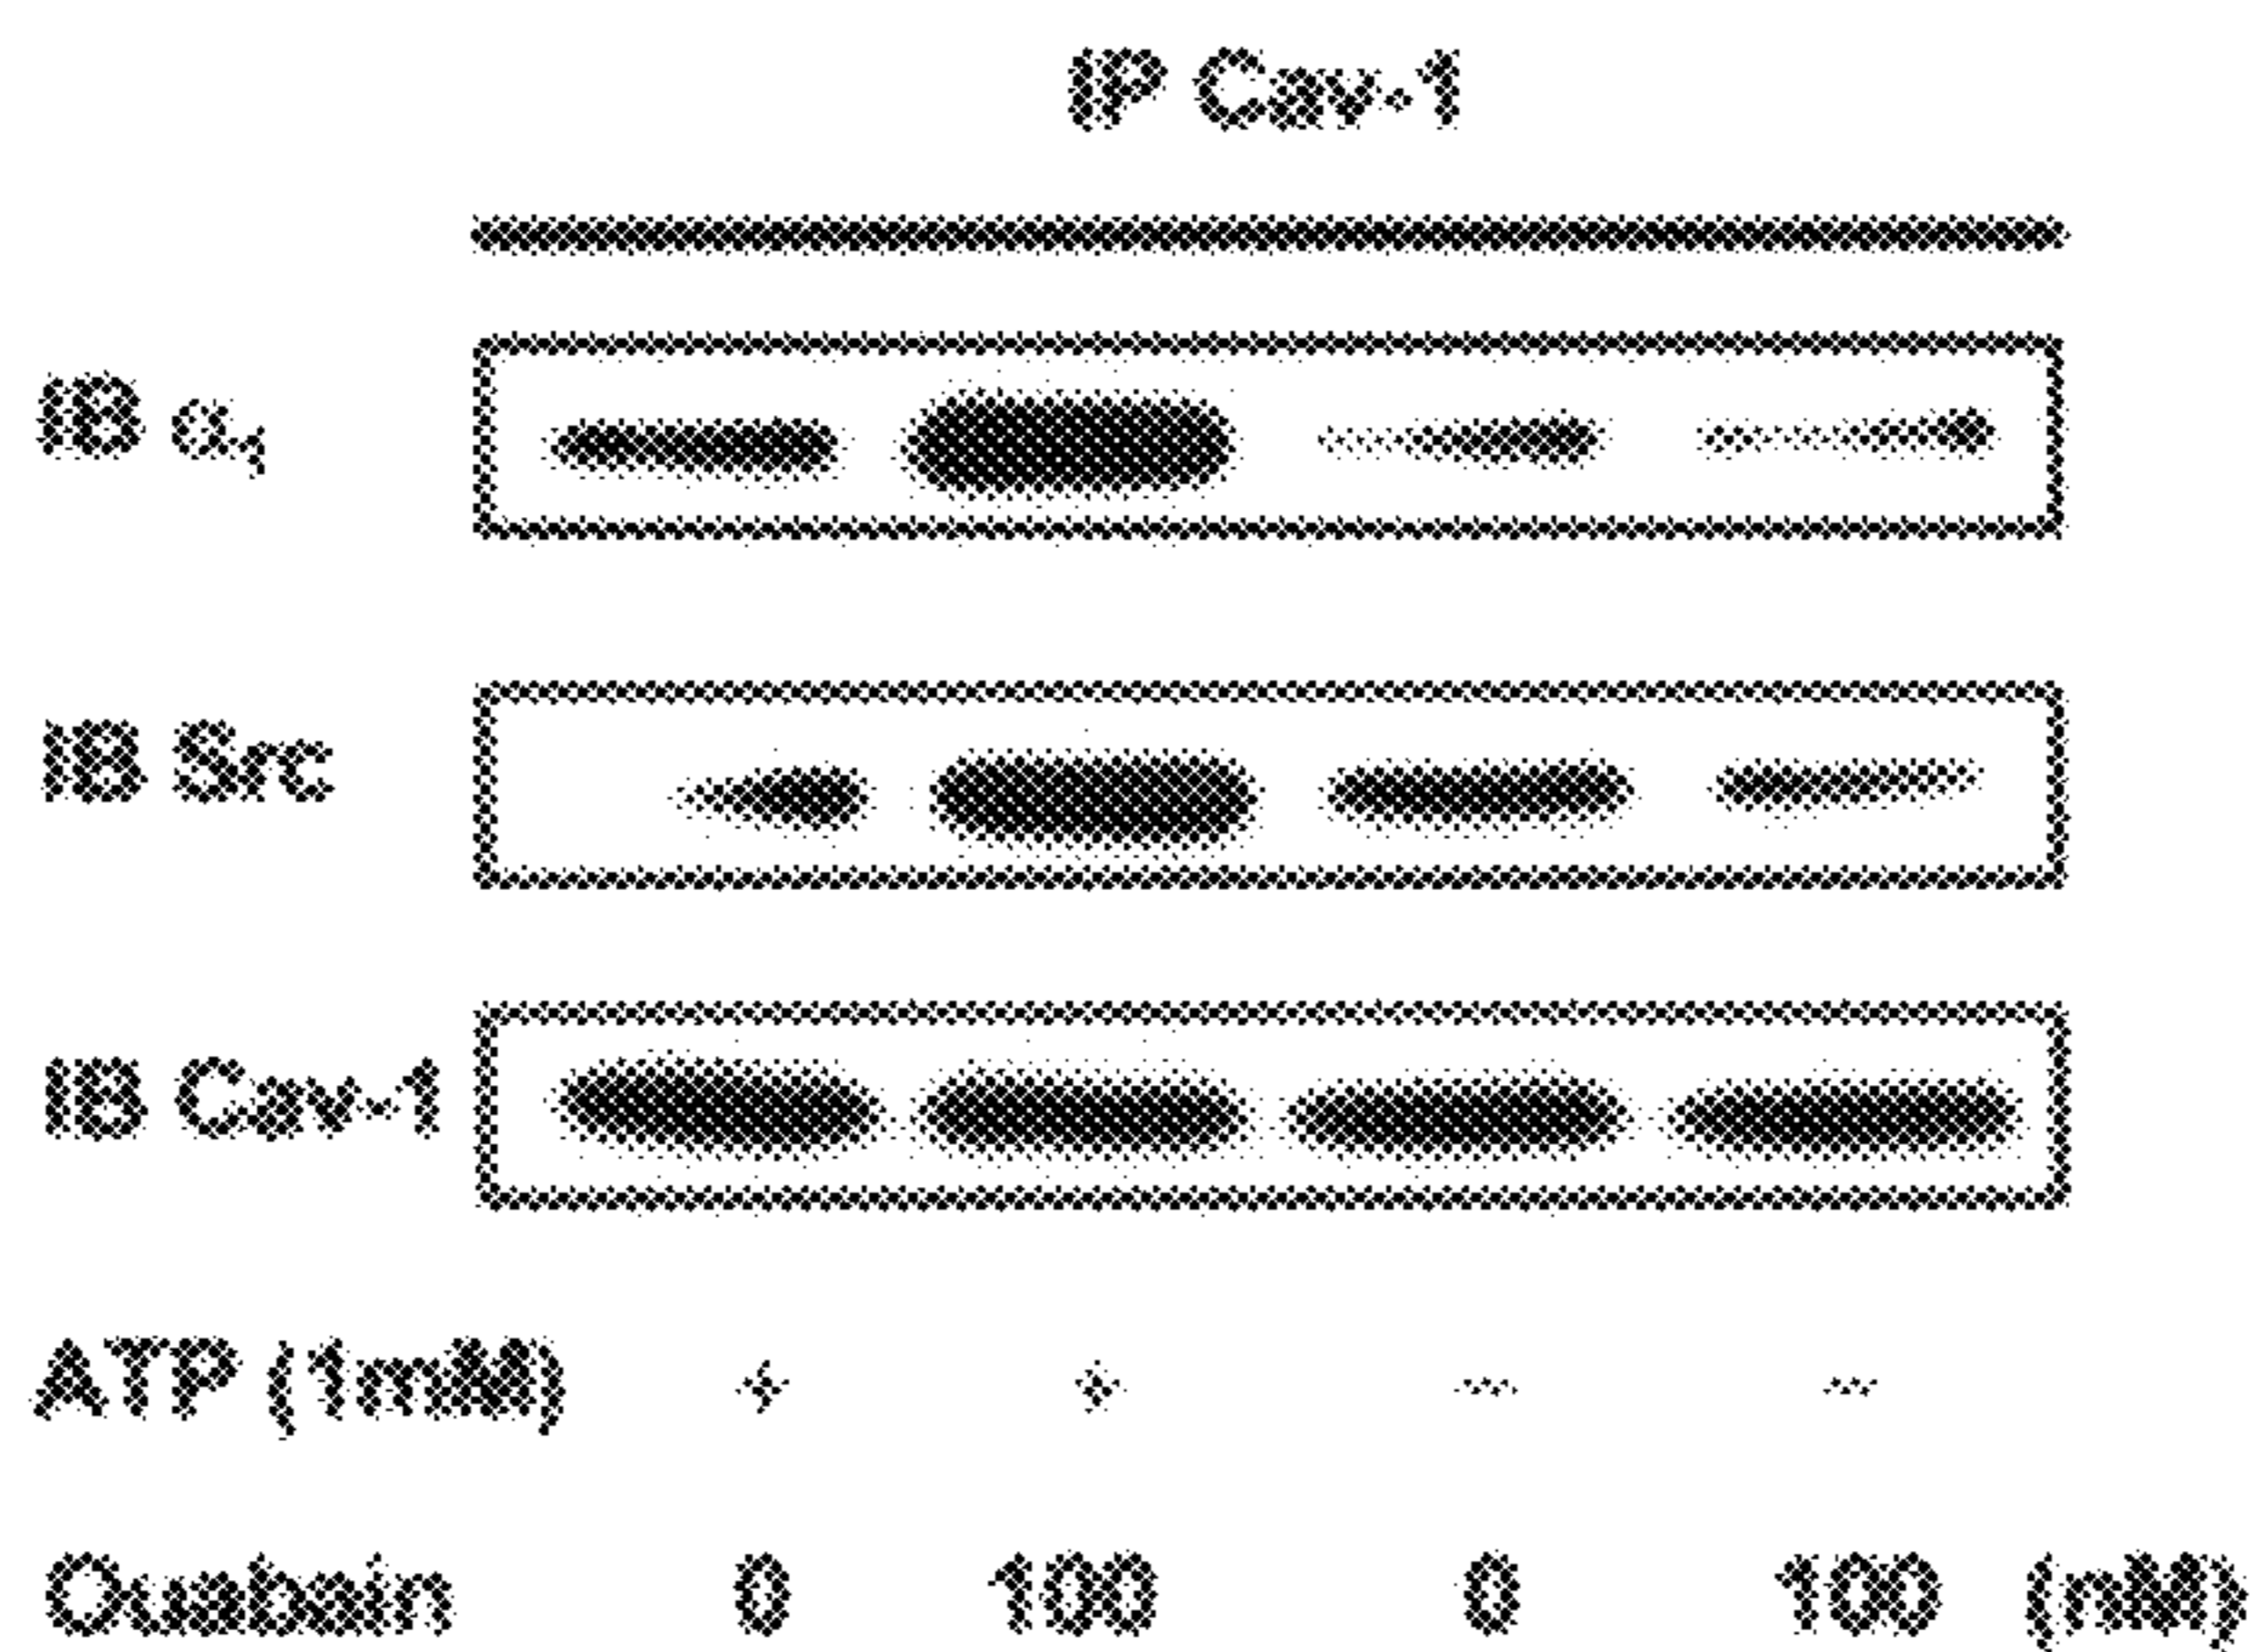 IP Cav-1
IB α₁
IB Src
IB Cav-1
ATP (1mM) + + - -
Ouabain 0 100 0 100 (nM)